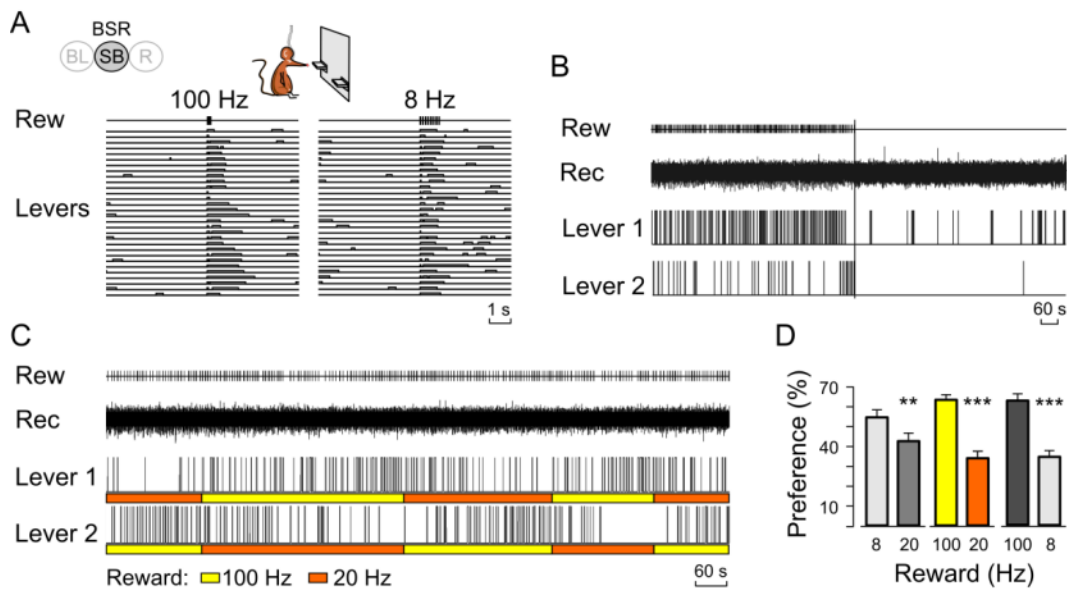 A
BSR
BL SB R
100 Hz 8 Hz
Rew
Levers
1 s
B
Rew
Rec
Lever 1
Lever 2
60 s
C
Rew
Rec
Lever 1
Lever 2
Reward: 100 Hz 20 Hz
60 s
D
Preference (%)
70
40
10
** *** ***
8 20 100 20 100 8
Reward (Hz)